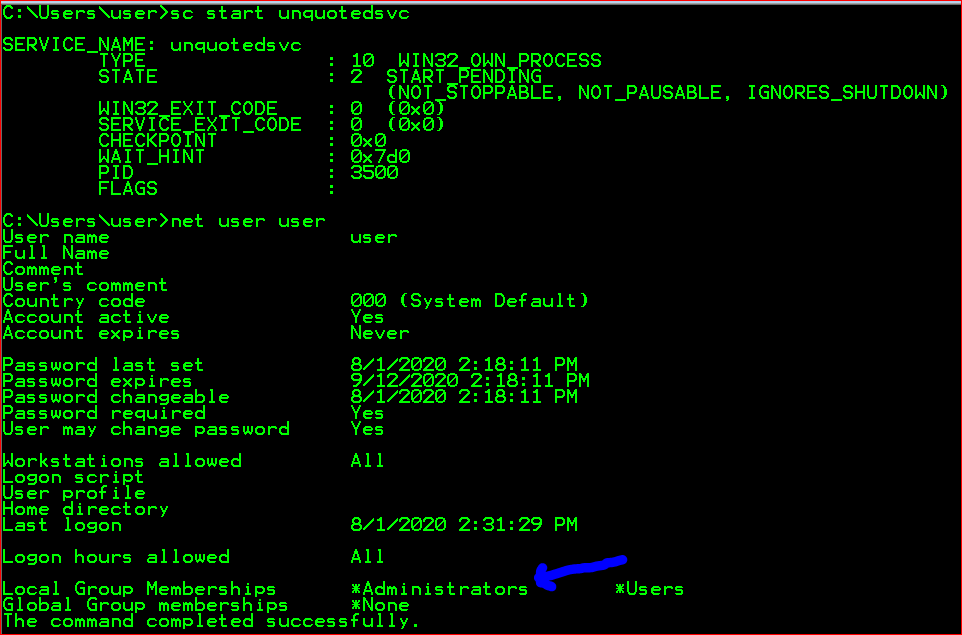 C:\Users\user>sc start unquotedsvc
SERVICE_NAME: unquotedsvc
TYPE : 10 WIN32_OWN_PROCESS
STATE : 2 START_PENDING
(NOT_STOPPABLE, NOT_PAUSABLE, IGNORES_SHUTDOWN)
WIN32_EXIT_CODE : 0 (0x0)
SERVICE_EXIT_CODE : 0 (0x0)
CHECKPOINT : 0x0
WAIT_HINT : 0x7d0
PID : 3500
FLAGS :
C:\Users\user>net user user
User name user
Full Name
Comment
User's comment
Country code 000 (System Default)
Account active Yes
Account expires Never
Password last set 8/1/2020 2:18:11 PM
Password expires 9/12/2020 2:18:11 PM
Password changeable 8/1/2020 2:18:11 PM
Password required Yes
User may change password Yes
Workstations allowed All
Logon script
User profile
Home directory
Last logon 8/1/2020 2:31:29 PM
Logon hours allowed All
Local Group Memberships *Administrators *Users
Global Group memberships *None
The command completed successfully.